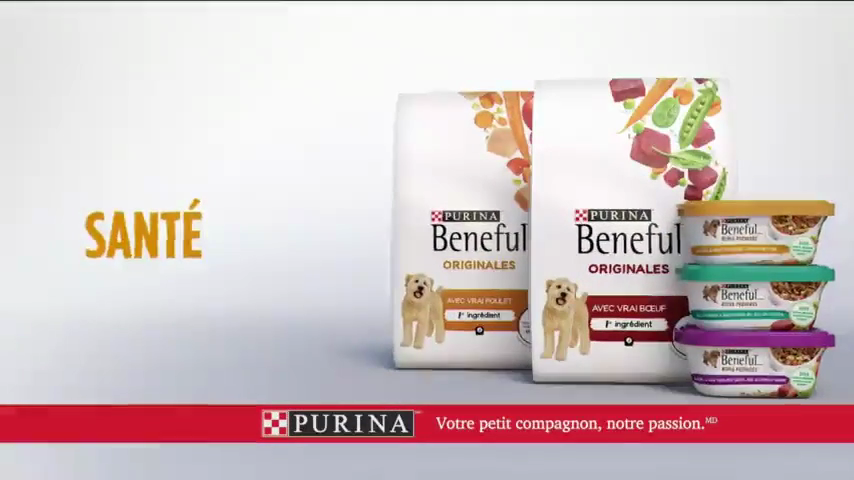 SANTÉ
PURINA
Beneful
ORIGINALES
AVEC VRAI POULET
1er ingrédient
PURINA
Beneful
ORIGINALES
AVEC VRAI BŒUF
1er ingrédient
Beneful
Beneful
Beneful
PURINA Votre petit compagnon, notre passion.MD